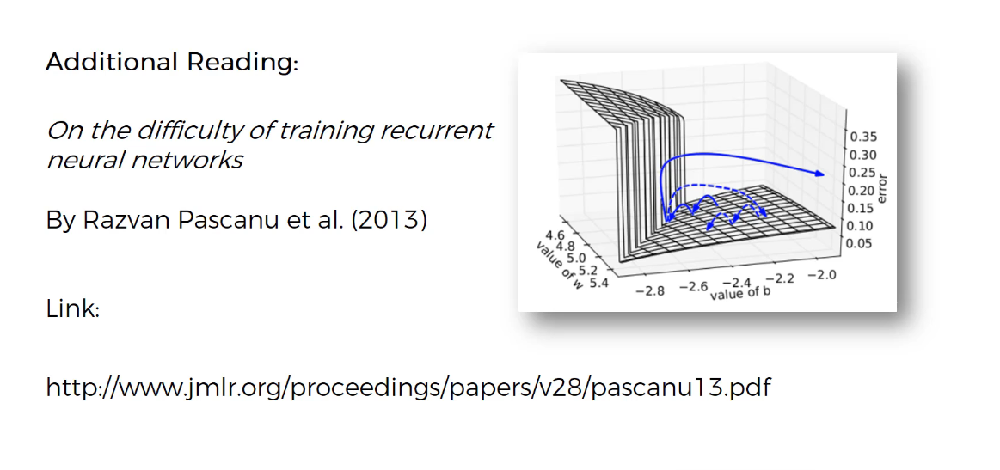 Additional Reading:
On the difficulty of training recurrent
neural networks
By Razvan Pascanu et al. (2013)
Link:
http://www.jmlr.org/proceedings/papers/v28/pascanu13.pdf
0.35
0.30
0.25
0.20
0.15
0.10
0.05
error
4.6
4.8
5.0
5.2
5.4
value of w
−2.8
−2.6
−2.4
−2.2
−2.0
value of b